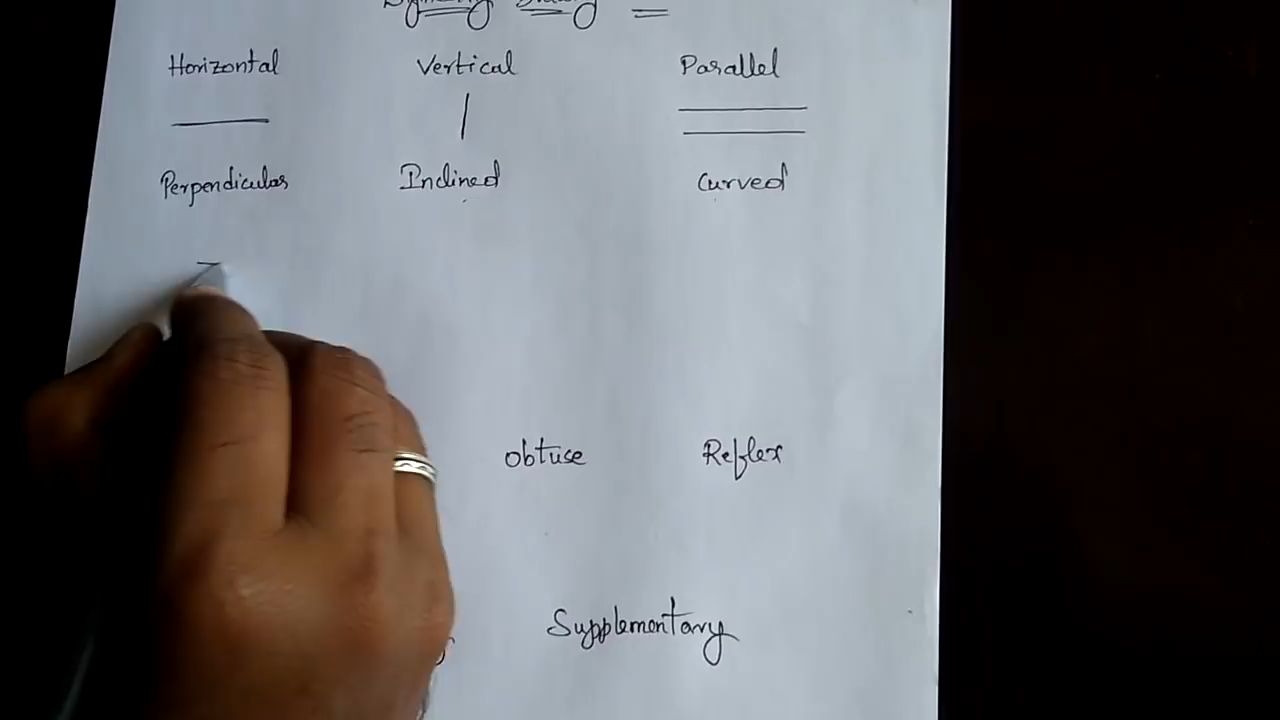 Horizontal Vertical Parallel
Perpendicular Inclined Curved
Obtuse Reflex
Supplementary